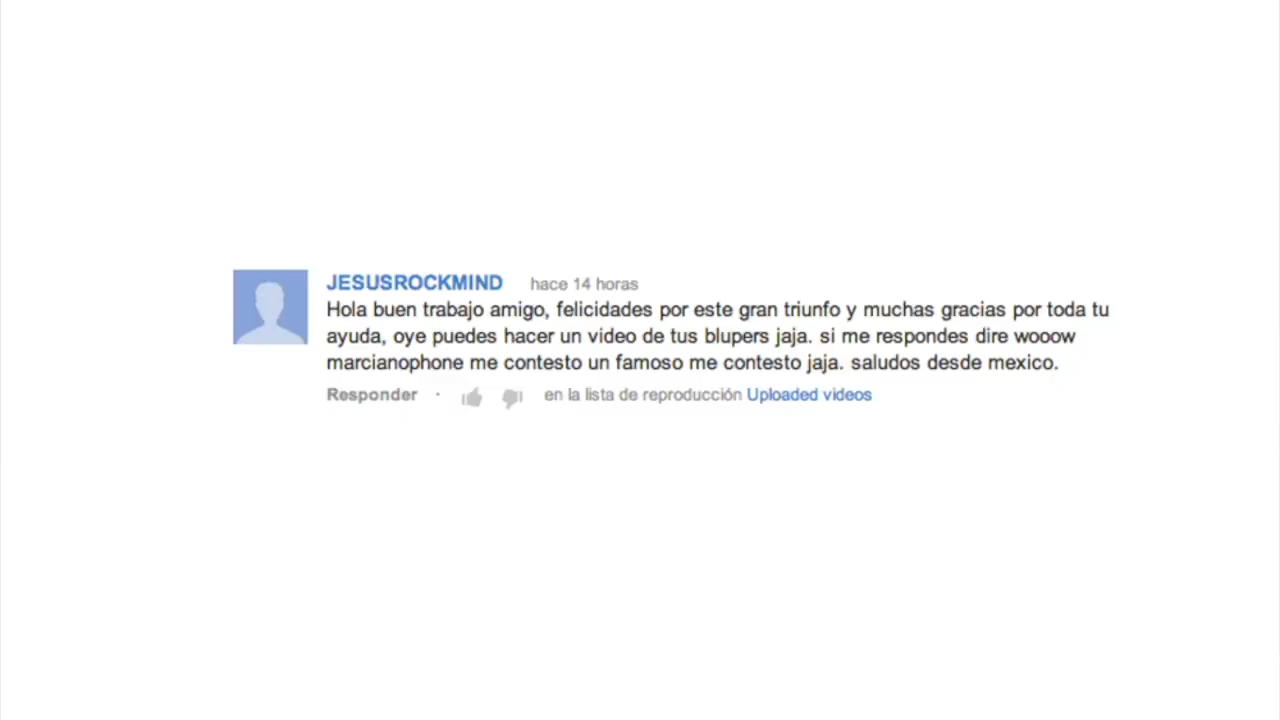 JESUSROCKMIND hace 14 horas
Hola buen trabajo amigo, felicidades por este gran triunfo y muchas gracias por toda tu
ayuda, oye puedes hacer un video de tus blupers jaja. si me respondes dire wooow
marcianophone me contesto un famoso me contesto jaja. saludos desde mexico.
Responder · en la lista de reproducción Uploaded videos